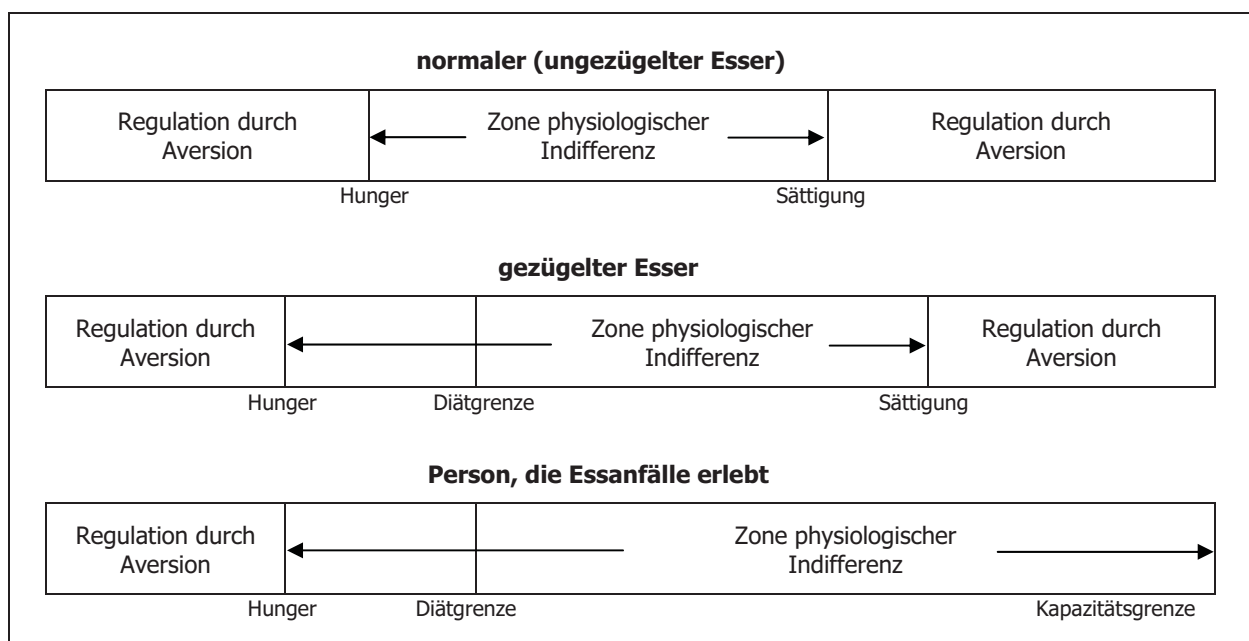 normaler (ungezügelter Esser)
Regulation durch
Aversion
Zone physiologischer
Indifferenz
Regulation durch
Aversion
Hunger
Sättigung
gezügelter Esser
Regulation durch
Aversion
Zone physiologischer
Indifferenz
Regulation durch
Aversion
Hunger
Diätgrenze
Sättigung
Person, die Essanfälle erlebt
Regulation durch
Aversion
Zone physiologischer
Indifferenz
Hunger
Diätgrenze
Kapazitätsgrenze